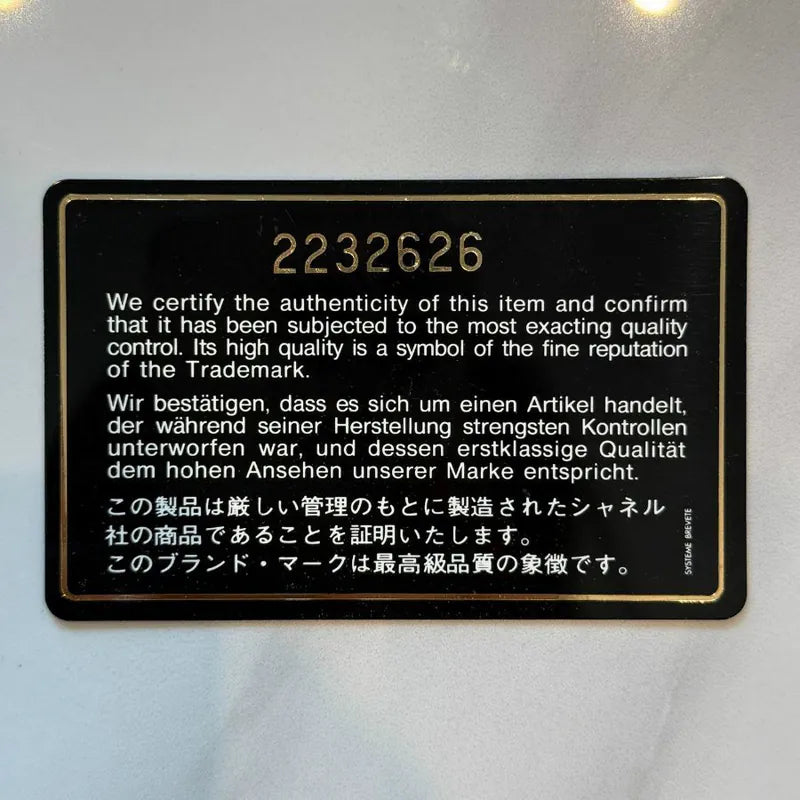 2232626
We certify the authenticity of this item and confirm
that it has been subjected to the most exacting quality
control. Its high quality is a symbol of the fine reputation
of the Trademark.
Wir bestätigen, dass es sich um einen Artikel handelt,
der während seiner Herstellung strengsten Kontrollen
unterworfen war, und dessen erstklassige Qualität
dem hohen Ansehen unserer Marke entspricht.
この製品は厳しい管理のもとに製造されたシャネル
社の商品であることを証明いたします。
このブランド・マークは最高級品質の象徴です。
SYSTEME BREVETE